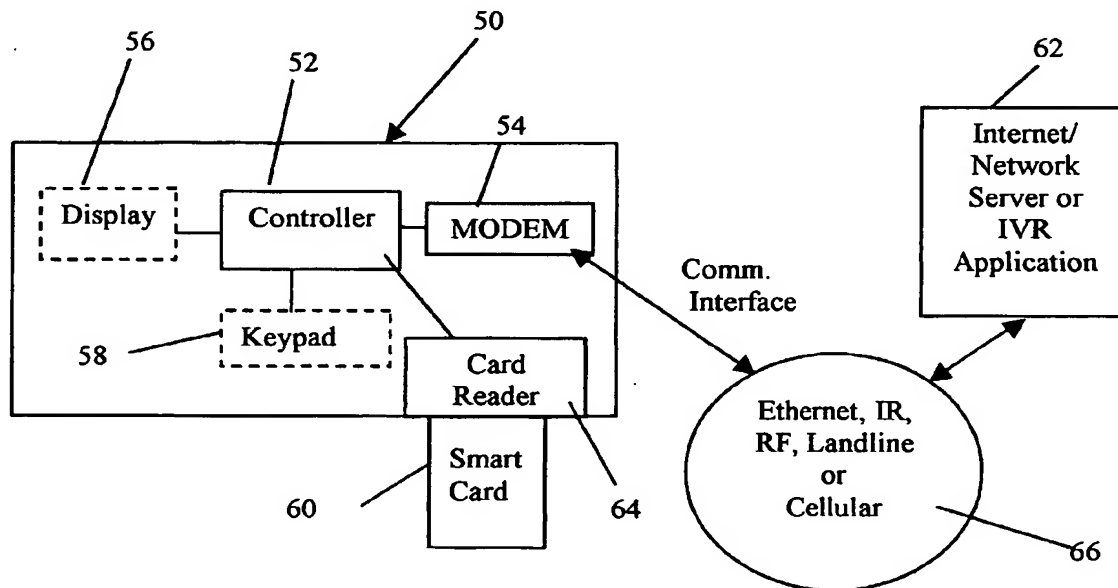 56
52
50
54
62
Display
Controller
MODEM
Internet/
Network
Server or
IVR
Application
Comm.
Interface
58
Keypad
Card
Reader
Ethernet, IR,
RF, Landline
or
Cellular
60
Smart
Card
64
66